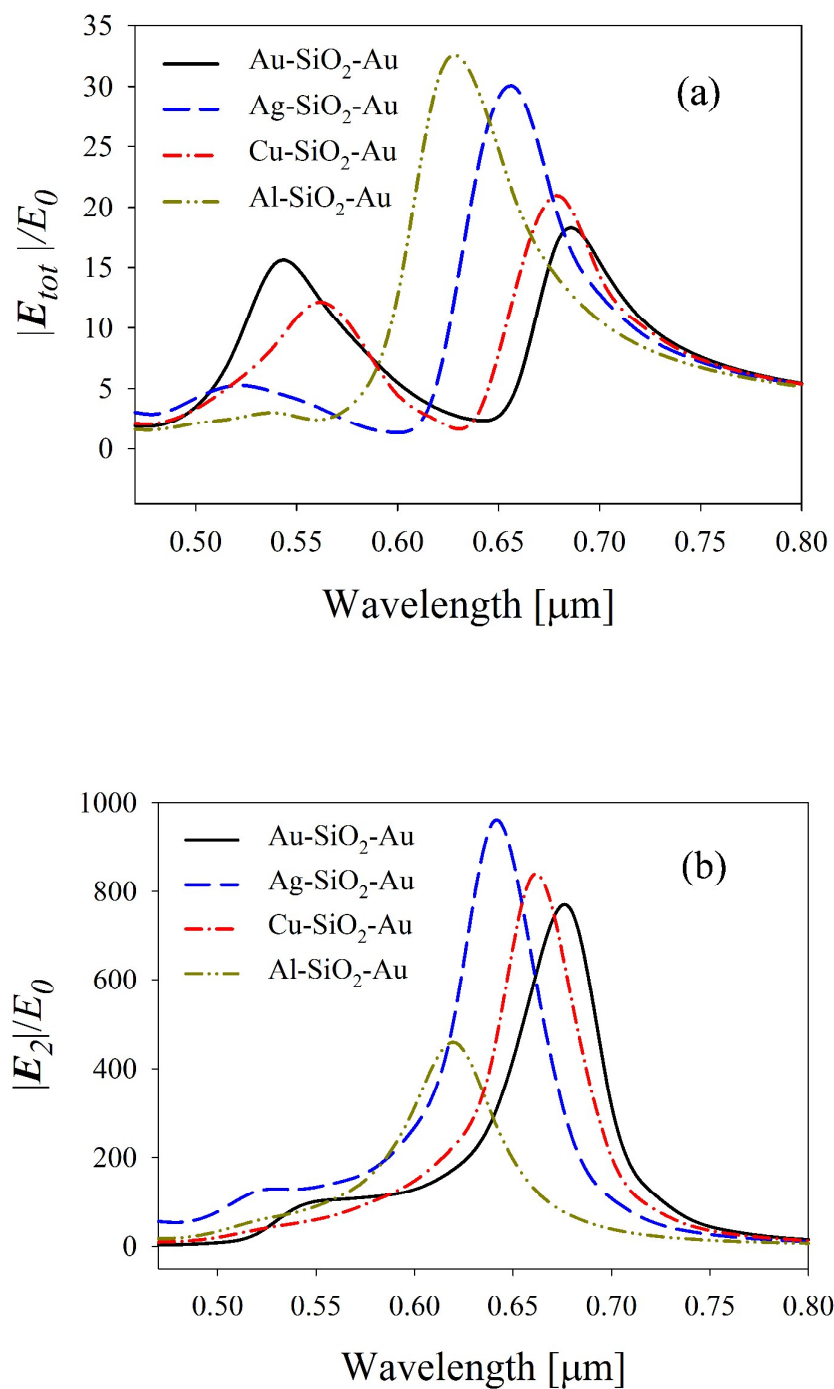 35
30
25
20
15
10
5
0
|E_tot|/E_0
Au-SiO₂-Au
Ag-SiO₂-Au
Cu-SiO₂-Au
Al-SiO₂-Au
(a)
0.50 0.55 0.60 0.65 0.70 0.75 0.80
Wavelength [μm]
1000
800
600
400
200
0
|E₂|/E₀
Au-SiO₂-Au
Ag-SiO₂-Au
Cu-SiO₂-Au
Al-SiO₂-Au
(b)
0.50 0.55 0.60 0.65 0.70 0.75 0.80
Wavelength [μm]